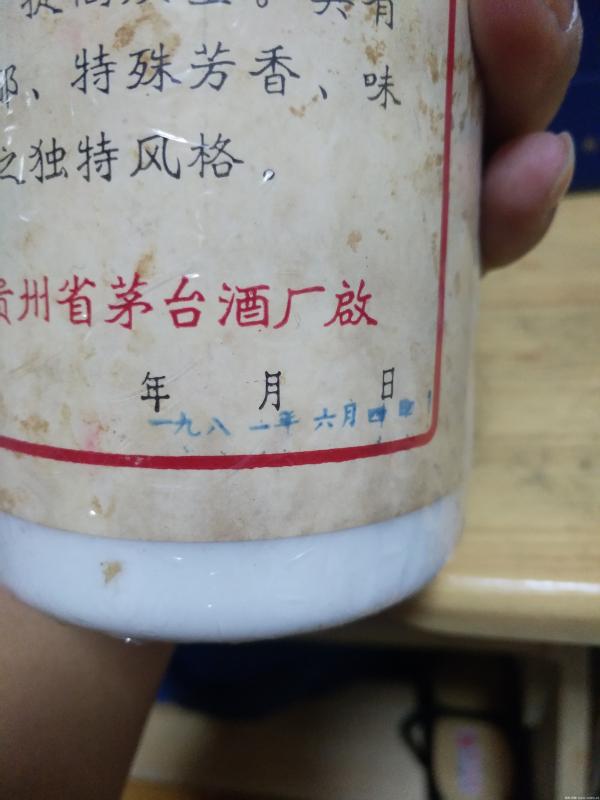 特殊芳香、味
之独特风格。
贵州省茅台酒厂啟
年 月 日
一九八一年六月四日